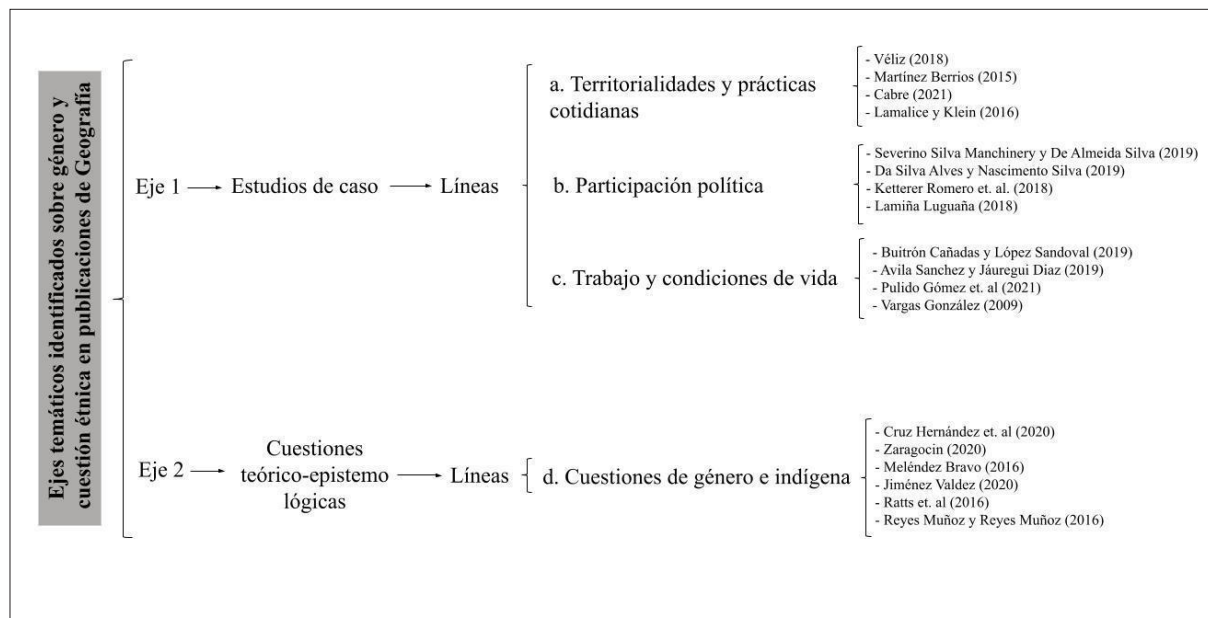 Ejes temáticos identificados sobre género y
cuestión étnica en publicaciones de Geografía
Eje 1
Estudios de caso
Líneas
a. Territorialidades y prácticas
cotidianas
- Véliz (2018)
- Martínez Berrios (2015)
- Cabre (2021)
- Lamalice y Klein (2016)
b. Participación política
- Severino Silva Manchinery y De Almeida Silva (2019)
- Da Silva Alves y Nascimento Silva (2019)
- Ketterer Romero et. al. (2018)
- Lamiña Luguaña (2018)
c. Trabajo y condiciones de vida
- Buitrón Cañadas y López Sandoval (2019)
- Avila Sanchez y Jáuregui Diaz (2019)
- Pulido Gómez et. al (2021)
- Vargas González (2009)
Eje 2
Cuestiones
teórico-epistemo
lógicas
Líneas
d. Cuestiones de género e indígena
- Cruz Hernández et. al (2020)
- Zaragocin (2020)
- Meléndez Bravo (2016)
- Jiménez Valdez (2020)
- Ratts et. al (2016)
- Reyes Muñoz y Reyes Muñoz (2016)